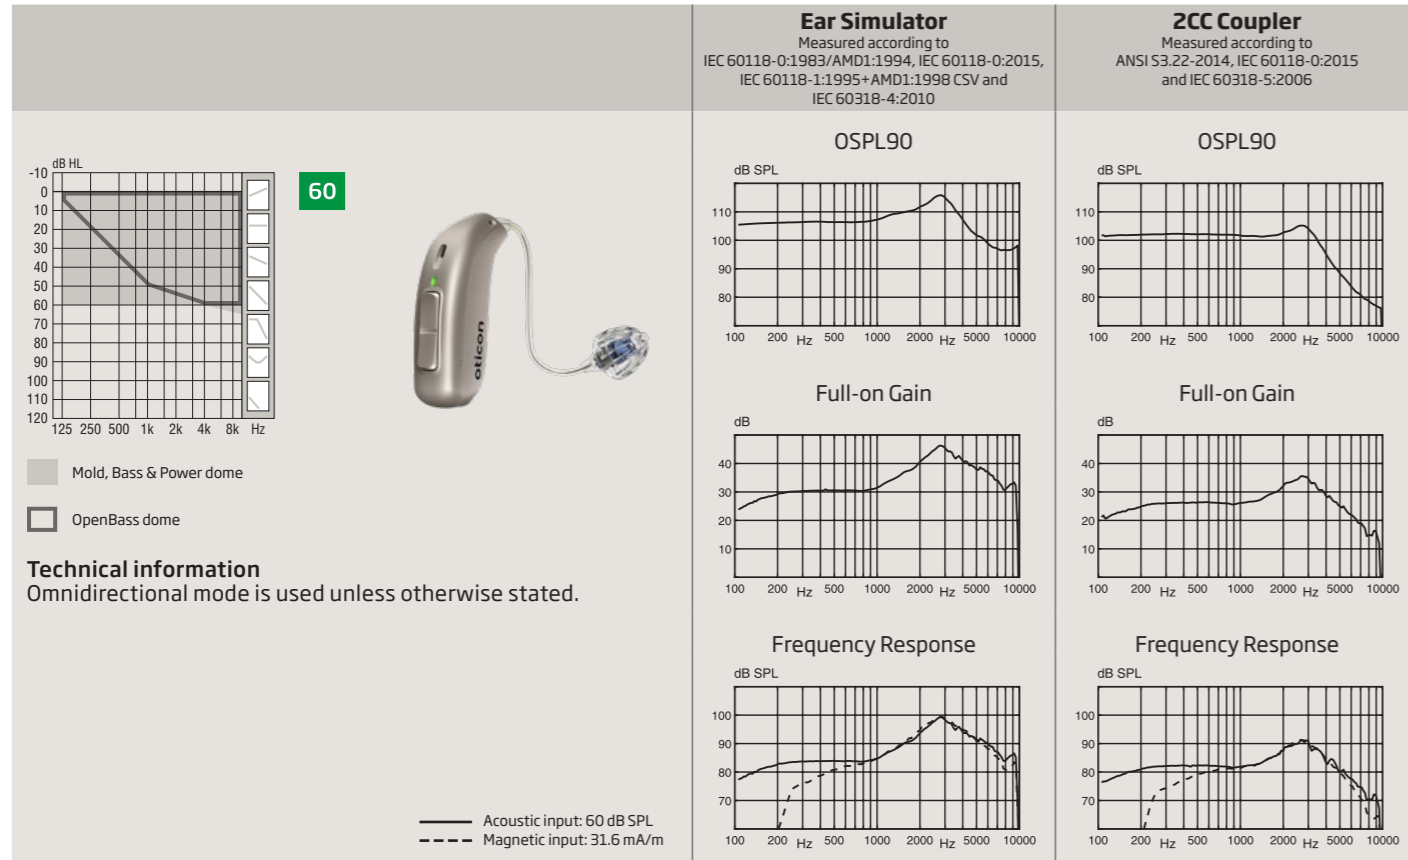 Ear Simulator
Measured according to
IEC 60118-0:1983/AMD1:1994, IEC 60118-0:2015,
IEC 60118-1:1995+AMD1:1998 CSV and
IEC 60318-4:2010
2CC Coupler
Measured according to
ANSI S3.22-2014, IEC 60118-0:2015
and IEC 60318-5:2006
dB HL
-10
0
10
20
30
40
50
60
70
80
90
100
110
120
125 250 500 1k 2k 4k 8k Hz
60
oticon
Mold, Bass & Power dome
OpenBass dome
Technical information
Omnidirectional mode is used unless otherwise stated.
Acoustic input: 60 dB SPL
Magnetic input: 31.6 mA/m
OSPL90
dB SPL
110
100
90
80
100 200 Hz 500 1000 2000 Hz 5000 10000
Full-on Gain
dB
40
30
20
10
100 200 Hz 500 1000 2000 Hz 5000 10000
Frequency Response
dB SPL
100
90
80
70
100 200 Hz 500 1000 2000 Hz 5000 10000
OSPL90
dB SPL
110
100
90
80
100 200 Hz 500 1000 2000 Hz 5000 10000
Full-on Gain
dB
40
30
20
10
100 200 Hz 500 1000 2000 Hz 5000 10000
Frequency Response
dB SPL
100
90
80
70
100 200 Hz 500 1000 2000 Hz 5000 10000